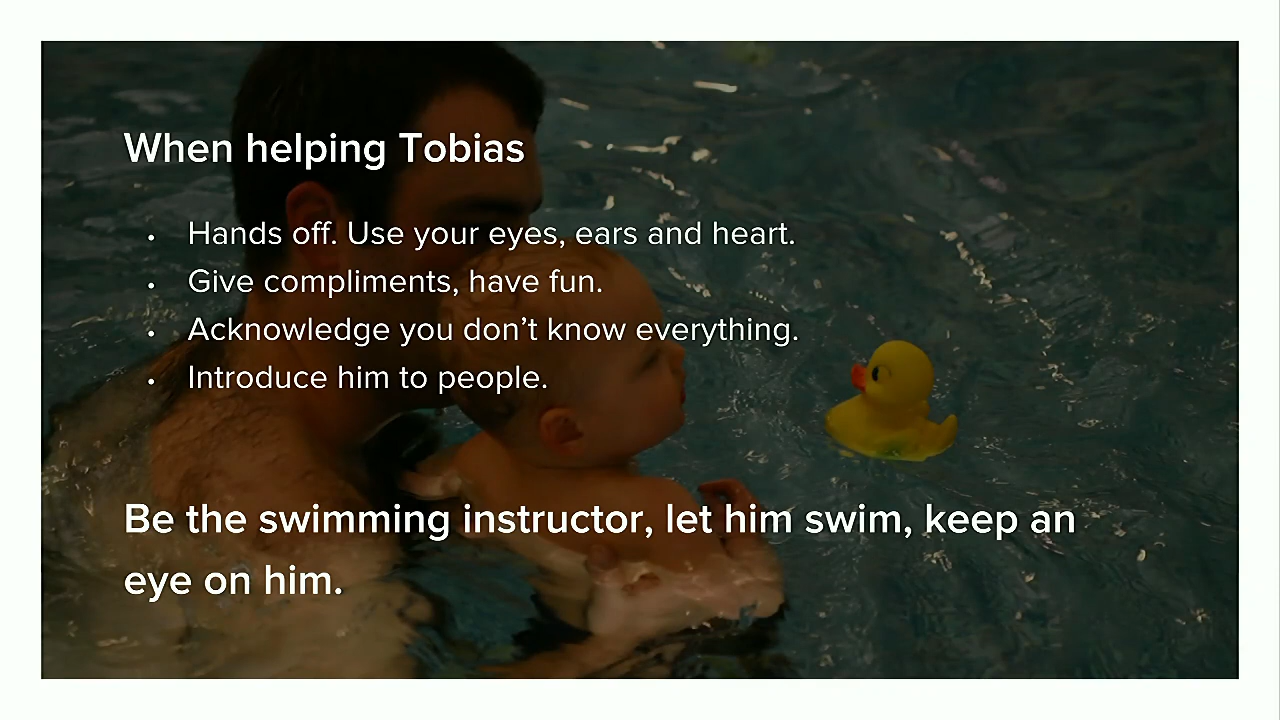 When helping Tobias
• Hands off. Use your eyes, ears and heart.
• Give compliments, have fun.
• Acknowledge you don’t know everything.
• Introduce him to people.
Be the swimming instructor, let him swim, keep an
eye on him.